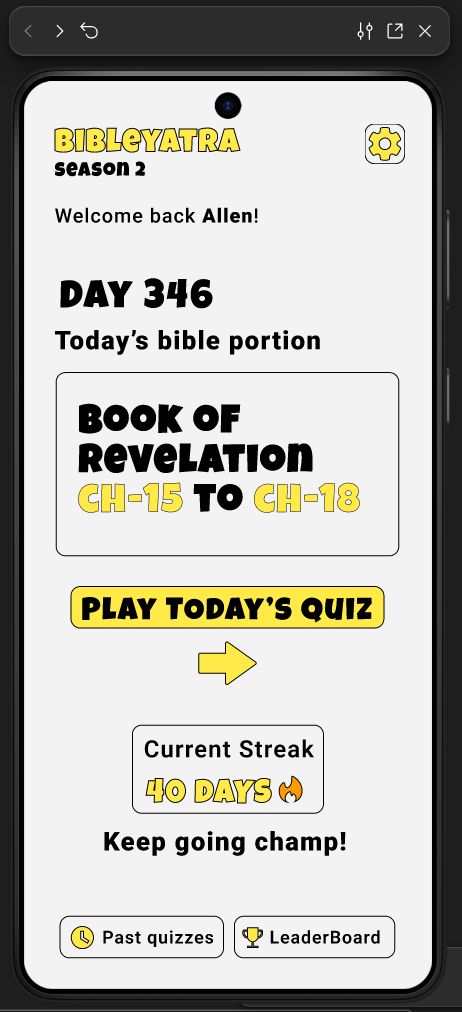 BIBLEYATRA
SEASON 2
Welcome back Allen!
DAY 346
Today's bible portion
BOOK OF
REVELATION
CH-15 TO CH-18
PLAY TODAY'S QUIZ
Current Streak
40 DAYS
Keep going champ!
Past quizzes
LeaderBoard